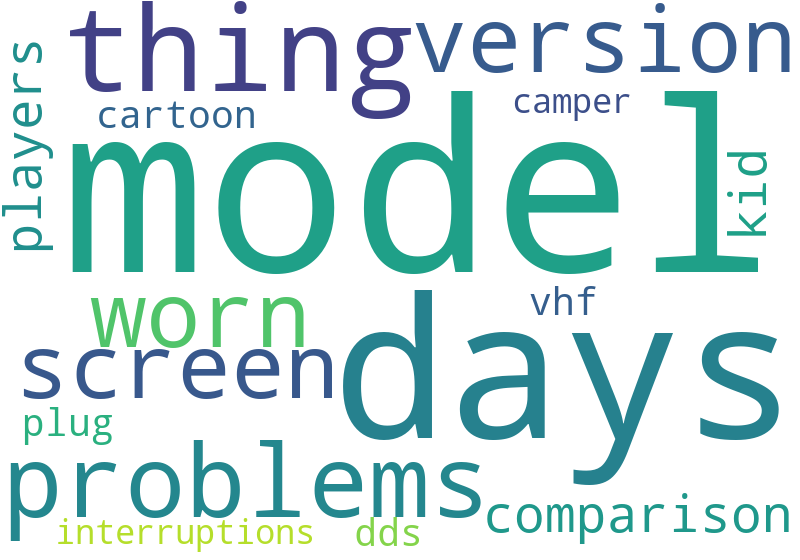 thing
version
players
cartoon
camper
model
kid
worn
vhf
screen
days
plug
problems
comparison
interruptions
dds